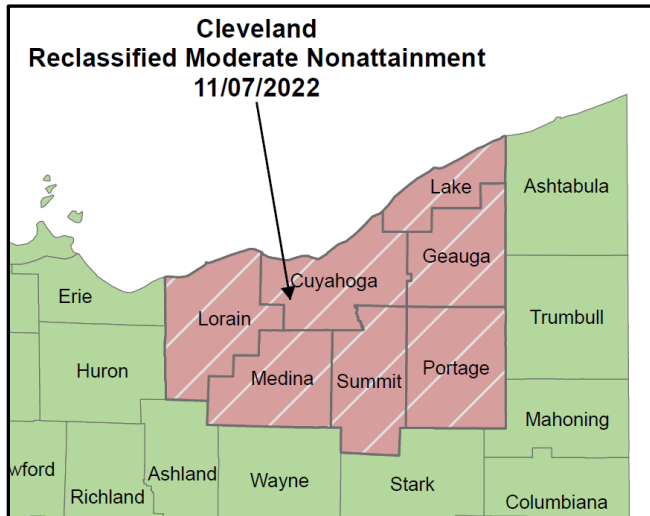 Cleveland
Reclassified Moderate Nonattainment
11/07/2022
Lake
Ashtabula
Geauga
Cuyahoga
Erie
Lorain
Trumbull
Huron
Medina
Summit
Portage
Mahoning
wford
Richland
Ashland
Wayne
Stark
Columbiana